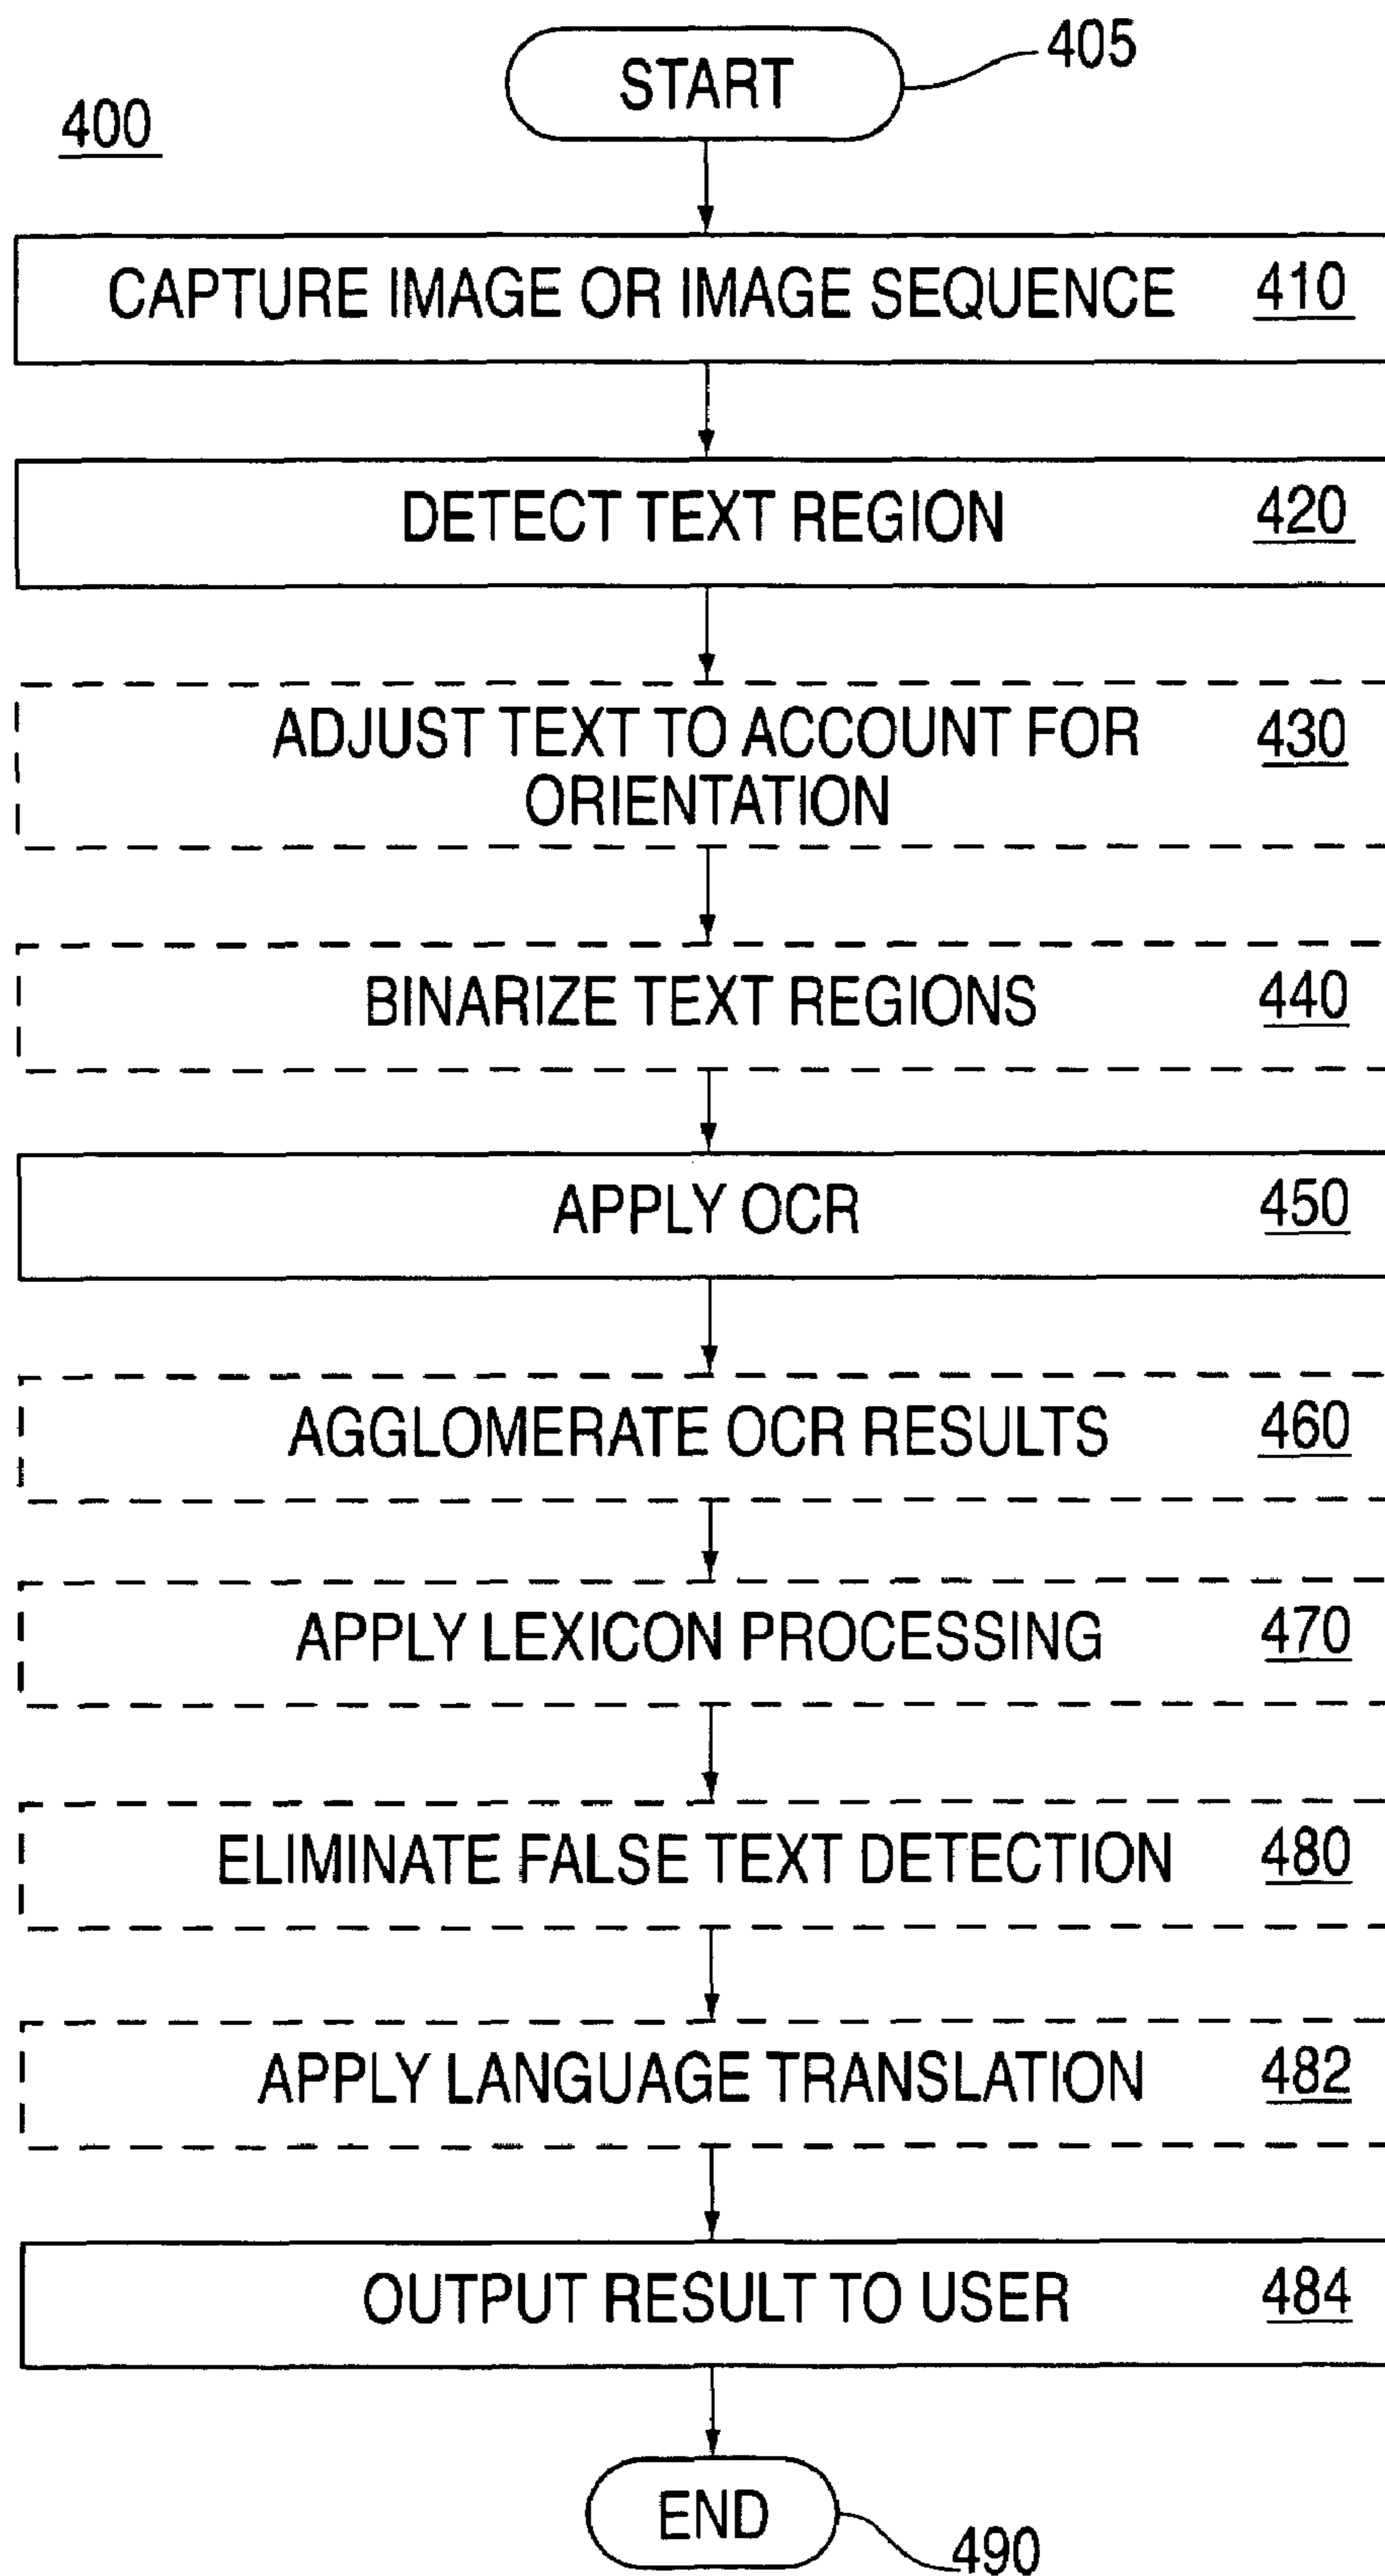 START
405
400
CAPTURE IMAGE OR IMAGE SEQUENCE 410
DETECT TEXT REGION 420
ADJUST TEXT TO ACCOUNT FOR 430
ORIENTATION
BINARIZE TEXT REGIONS 440
APPLY OCR 450
AGGLOMERATE OCR RESULTS 460
APPLY LEXICON PROCESSING 470
ELIMINATE FALSE TEXT DETECTION 480
APPLY LANGUAGE TRANSLATION 482
OUTPUT RESULT TO USER 484
END
490